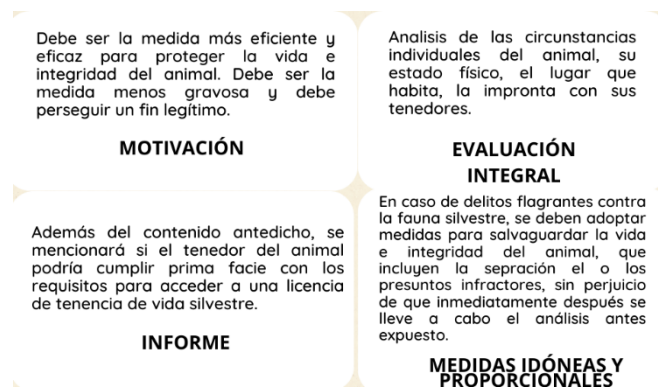 Debe ser la medida más eficiente y
eficaz para proteger la vida e
integridad del animal. Debe ser la
medida menos gravosa y debe
perseguir un fin legítimo.
MOTIVACIÓN
Analisis de las circunstancias
individuales del animal, su
estado físico, el lugar que
habita, la impronta con sus
tenedores.
EVALUACIÓN
INTEGRAL
Además del contenido antedicho, se
mencionará si el tenedor del animal
podría cumplir prima facie con los
requisitos para acceder a una licencia
de tenencia de vida silvestre.
INFORME
En caso de delitos flagrantes contra
la fauna silvestre, se deben adoptar
medidas para salvaguardar la vida
e integridad del animal, que
incluyen la sepración el o los
presuntos infractores, sin perjuicio
de que inmediatamente después se
lleve a cabo el análisis antes
expuesto.
MEDIDAS IDÓNEAS Y
PROPORCIONALES